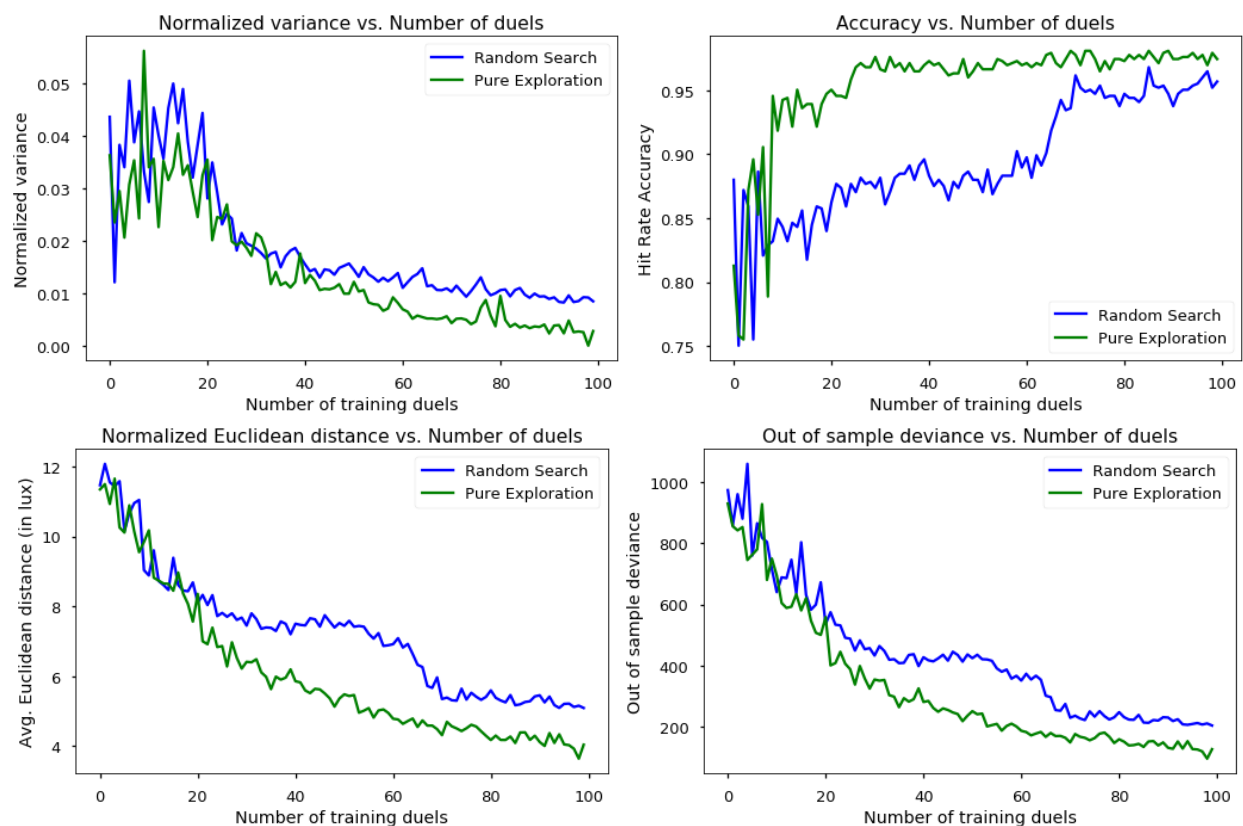 Normalized variance vs. Number of duels
Normalized variance
0.05
0.04
0.03
0.02
0.01
0.00
Random Search
Pure Exploration
0 20 40 60 80 100
Number of training duels
Accuracy vs. Number of duels
Hit Rate Accuracy
0.95
0.90
0.85
0.80
0.75
Random Search
Pure Exploration
0 20 40 60 80 100
Number of training duels
Normalized Euclidean distance vs. Number of duels
Avg. Euclidean distance (in lux)
12
10
8
6
4
Random Search
Pure Exploration
0 20 40 60 80 100
Number of training duels
Out of sample deviance vs. Number of duels
Out of sample deviance
1000
800
600
400
200
Random Search
Pure Exploration
0 20 40 60 80 100
Number of training duels